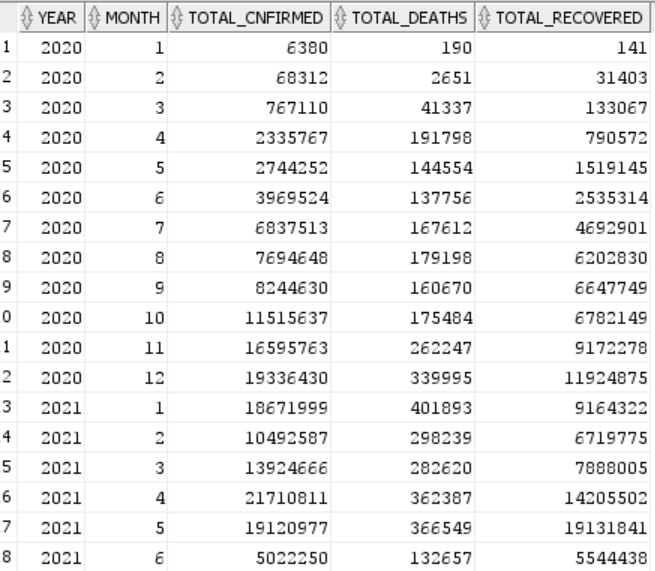 YEAR MONTH TOTAL_CNFIRMED TOTAL_DEATHS TOTAL_RECOVERED
1 2020 1 6380 190 141
2 2020 2 68312 2651 31403
3 2020 3 767110 41337 133067
4 2020 4 2335767 191798 790572
5 2020 5 2744252 144554 1519145
6 2020 6 3969524 137756 2535314
7 2020 7 6837513 167612 4692901
8 2020 8 7694648 179198 6202830
9 2020 9 8244630 160670 6647749
0 2020 10 11515637 175484 6782149
1 2020 11 16595763 262247 9172278
2 2020 12 19336430 339995 11924875
3 2021 1 18671999 401893 9164322
4 2021 2 10492587 298239 6719775
5 2021 3 13924666 282620 7888005
6 2021 4 21710811 362387 14205502
7 2021 5 19120977 366549 19131841
8 2021 6 5022250 132657 5544438